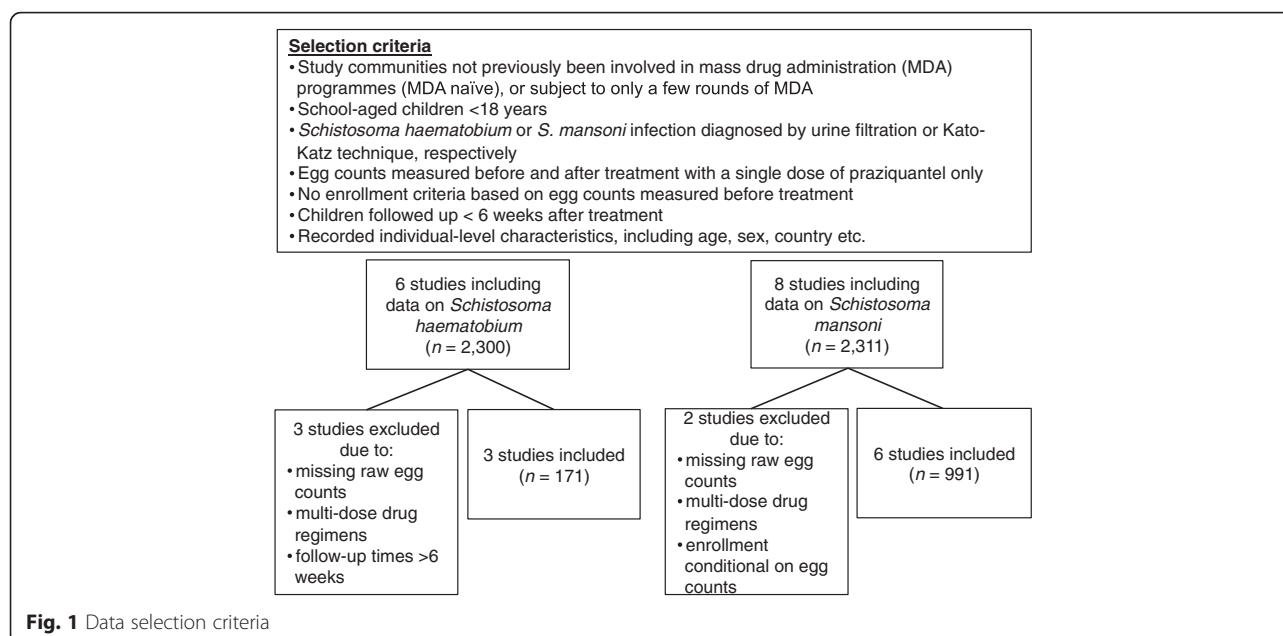 Selection criteria
•Study communities not previously been involved in mass drug administration (MDA)
programmes (MDA naïve), or subject to only a few rounds of MDA
•School-aged children <18 years
•Schistosoma haematobium or S. mansoni infection diagnosed by urine filtration or Kato-
Katz technique, respectively
•Egg counts measured before and after treatment with a single dose of praziquantel only
•No enrollment criteria based on egg counts measured before treatment
•Children followed up < 6 weeks after treatment
•Recorded individual-level characteristics, including age, sex, country etc.
6 studies including
data on Schistosoma
haematobium
(n = 2,300)
8 studies including
data on Schistosoma
mansoni
(n = 2,311)
3 studies excluded
due to:
•missing raw egg
counts
•multi-dose drug
regimens
•follow-up times >6
weeks
3 studies included
(n = 171)
2 studies excluded
due to:
•missing raw egg
counts
•multi-dose drug
regimens
•enrollment
conditional on egg
counts
6 studies included
(n = 991)
Fig. 1 Data selection criteria